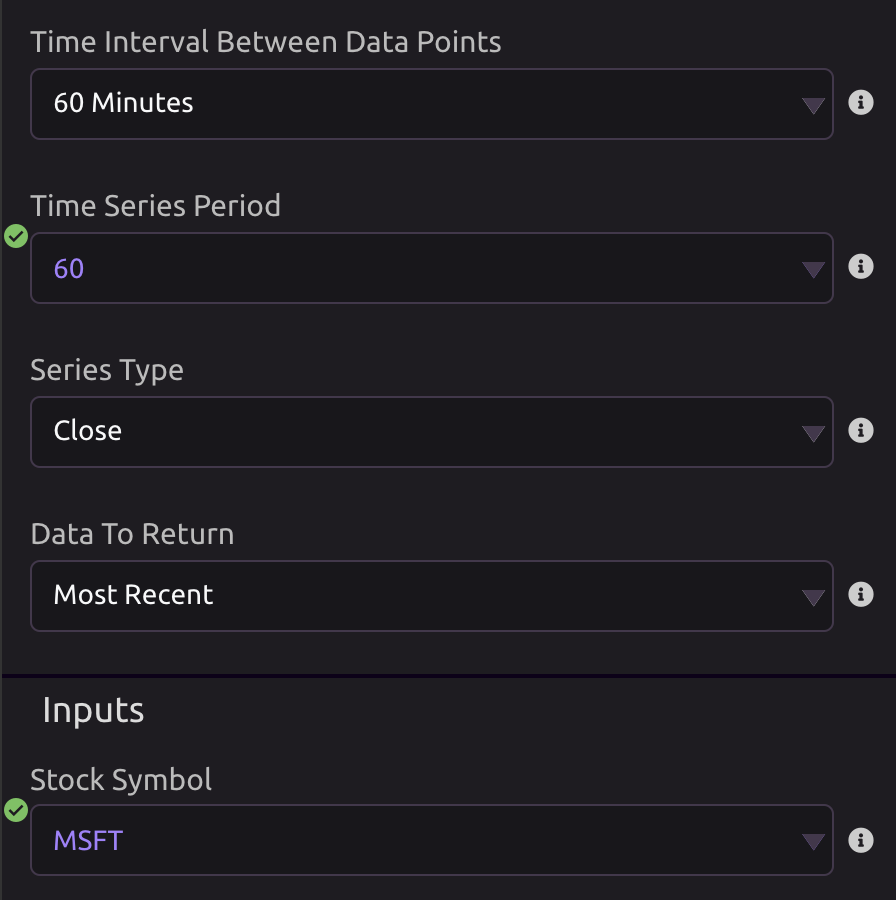 Time Interval Between Data Points
60 Minutes
Time Series Period
60
Series Type
Close
Data To Return
Most Recent
Inputs
Stock Symbol
MSFT